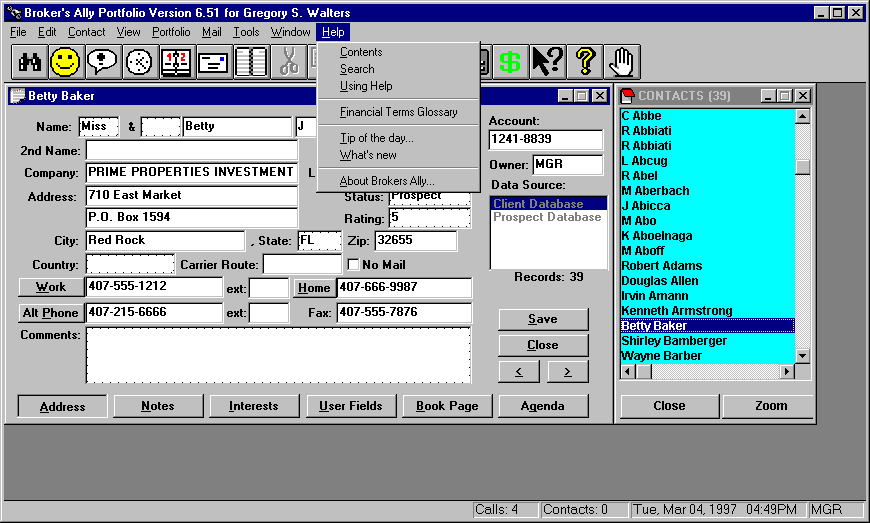 Broker's Ally Portfolio Version 6.51 for Gregory S. Walters
File Edit Contact View Portfolio Mail Tools Window Help
Contents
Search
Using Help
Financial Terms Glossary
Tip of the day...
What's new
About Brokers Ally...
Betty Baker
Name: Miss & Betty J
2nd Name:
Company: PRIME PROPERTIES INVESTMENT L
Address: 710 East Market Status: Prospect
P.O. Box 1594 Rating: 5
City: Red Rock , State: FL Zip: 32655
Country: Carrier Route: No Mail
Work 407-555-1212 ext: Home 407-666-9987
Alt Phone 407-215-6666 ext: Fax: 407-555-7876
Comments:
Account:
1241-8839
Owner: MGR
Data Source:
Client Database
Prospect Database
Records: 39
Save
Close
< >
Address Notes Interests User Fields Book Page Agenda
CONTACTS (39)
C Abbe
R Abbiati
R Abbiati
L Abcug
R Abel
M Aberbach
J Abicca
M Abo
K Aboelnaga
M Aboff
Robert Adams
Douglas Allen
Irvin Amann
Kenneth Armstrong
Betty Baker
Shirley Bamberger
Wayne Barber
Close Zoom
Calls: 4 Contacts: 0 Tue, Mar 04, 1997 04:49PM MGR